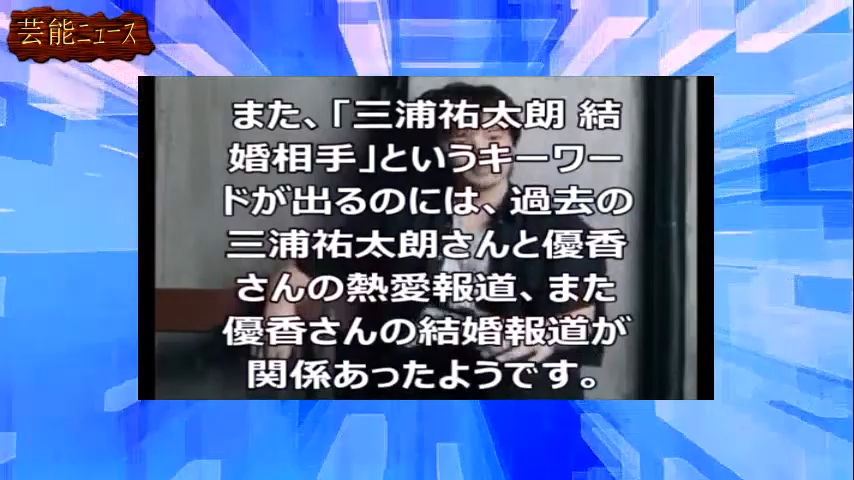 芸能ニュース
また、「三浦祐太朗 結
婚相手」というキーワー
ドが出るのには、過去の
三浦祐太朗さんと優香
さんの熱愛報道、また
優香さんの結婚報道が
関係あったようです。